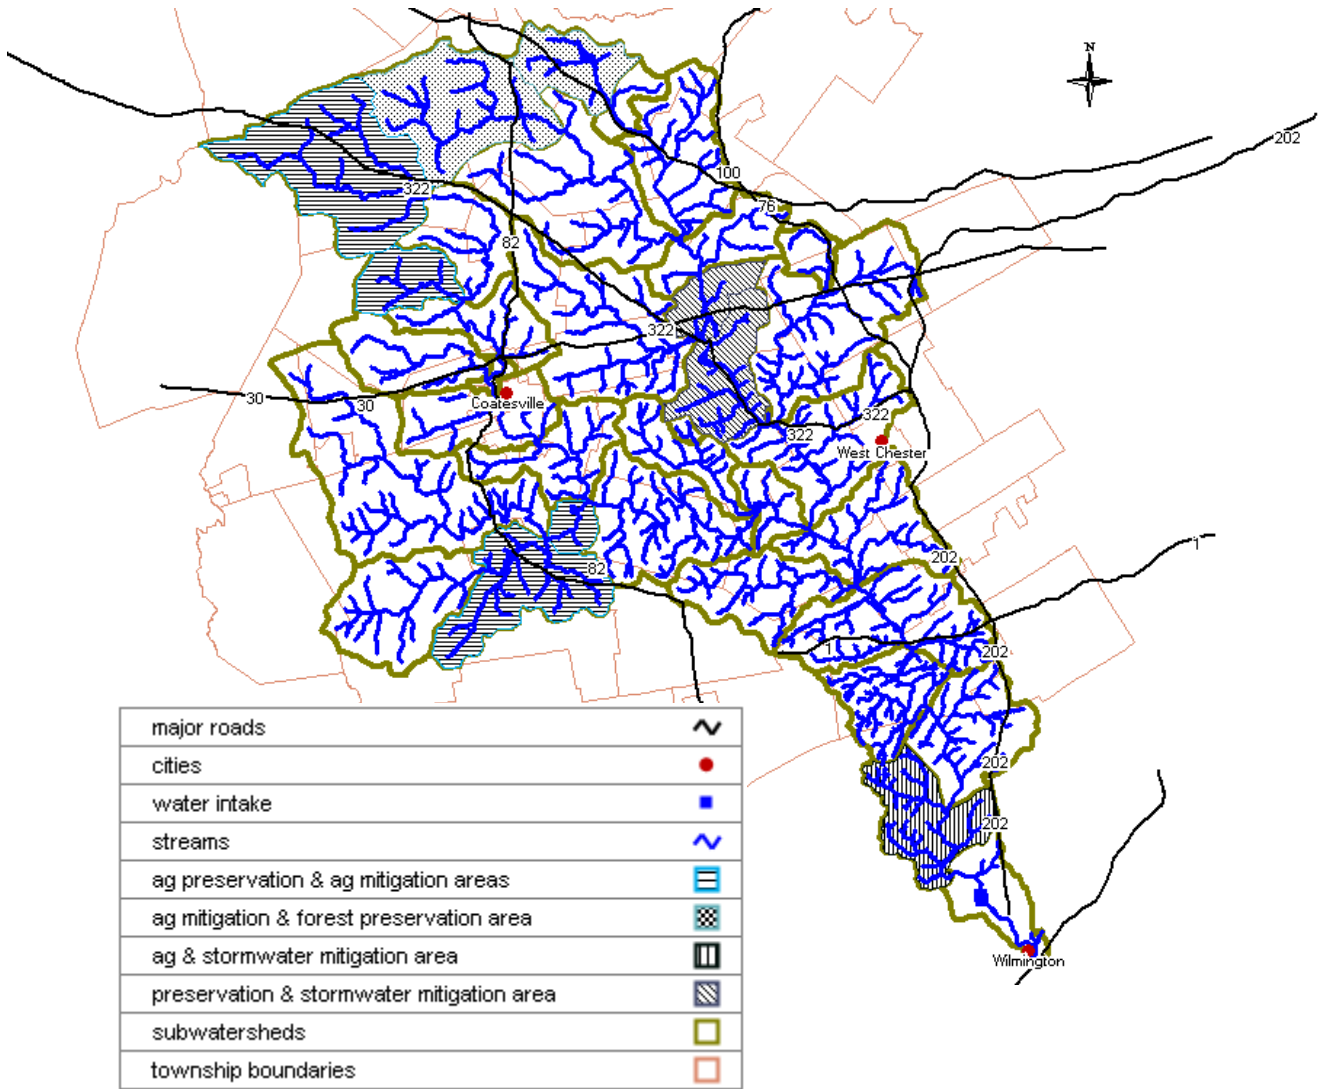 N
202
100
76
322
82
322
30
30
Coatesville
322
322
West Chester
202
82
1
1
202
202
202
Wilmington
major roads
cities
water intake
streams
ag preservation & ag mitigation areas
ag mitigation & forest preservation area
ag & stormwater mitigation area
preservation & stormwater mitigation area
subwatersheds
township boundaries